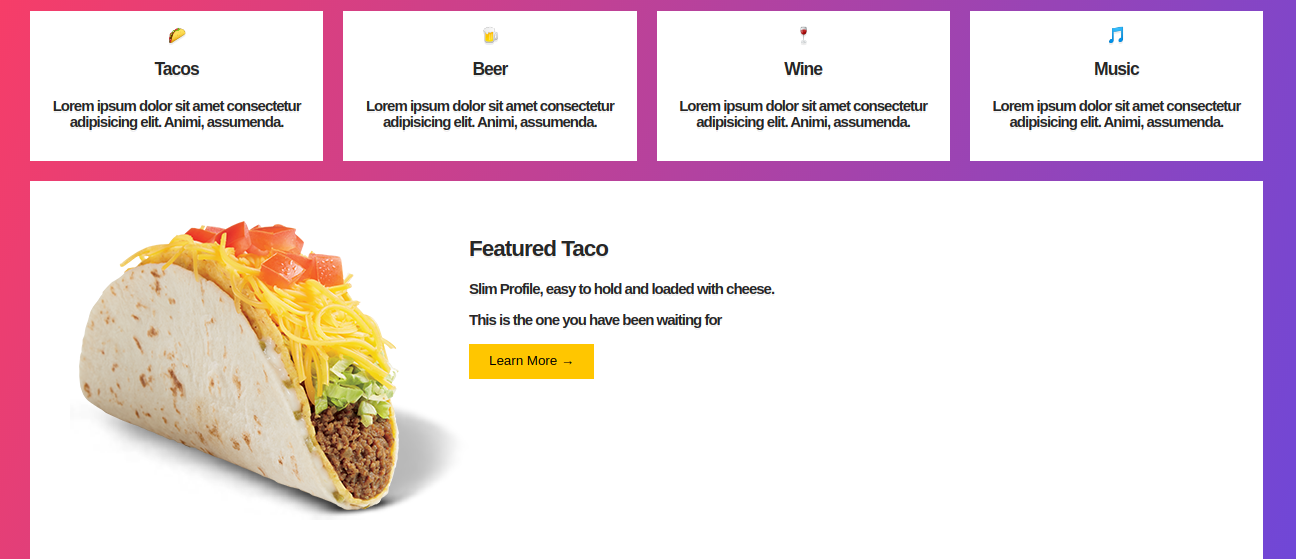 Tacos
Lorem ipsum dolor sit amet consectetur
adipisicing elit. Animi, assumenda.
Beer
Lorem ipsum dolor sit amet consectetur
adipisicing elit. Animi, assumenda.
Wine
Lorem ipsum dolor sit amet consectetur
adipisicing elit. Animi, assumenda.
Music
Lorem ipsum dolor sit amet consectetur
adipisicing elit. Animi, assumenda.
Featured Taco
Slim Profile, easy to hold and loaded with cheese.
This is the one you have been waiting for
Learn More →